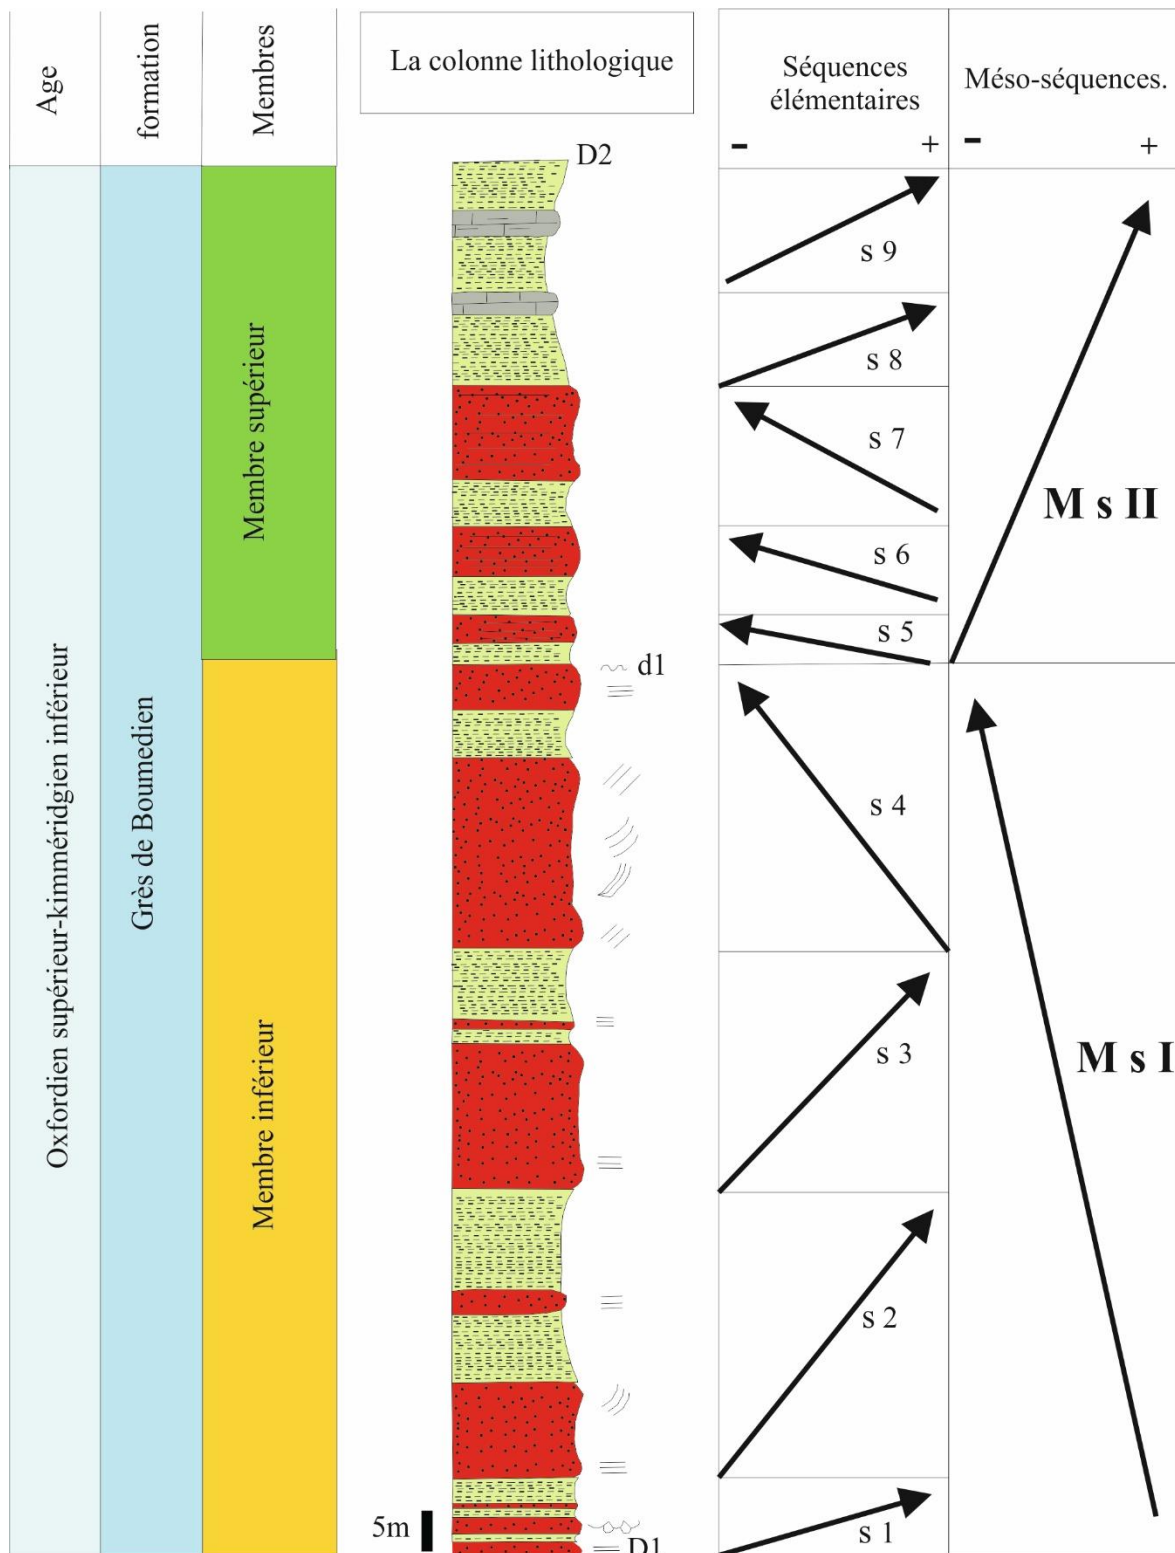 Age
formation
Membres
La colonne lithologique
Séquences
élémentaires
Méso-séquences.
-
+
-
+
Oxfordien supérieur-kimméridgien inférieur
Grès de Boumedien
Membre supérieur
Membre inférieur
D2
s 9
s 8
s 7
M s II
s 6
s 5
d1
s 4
s 3
M s I
s 2
5m
s 1
D1